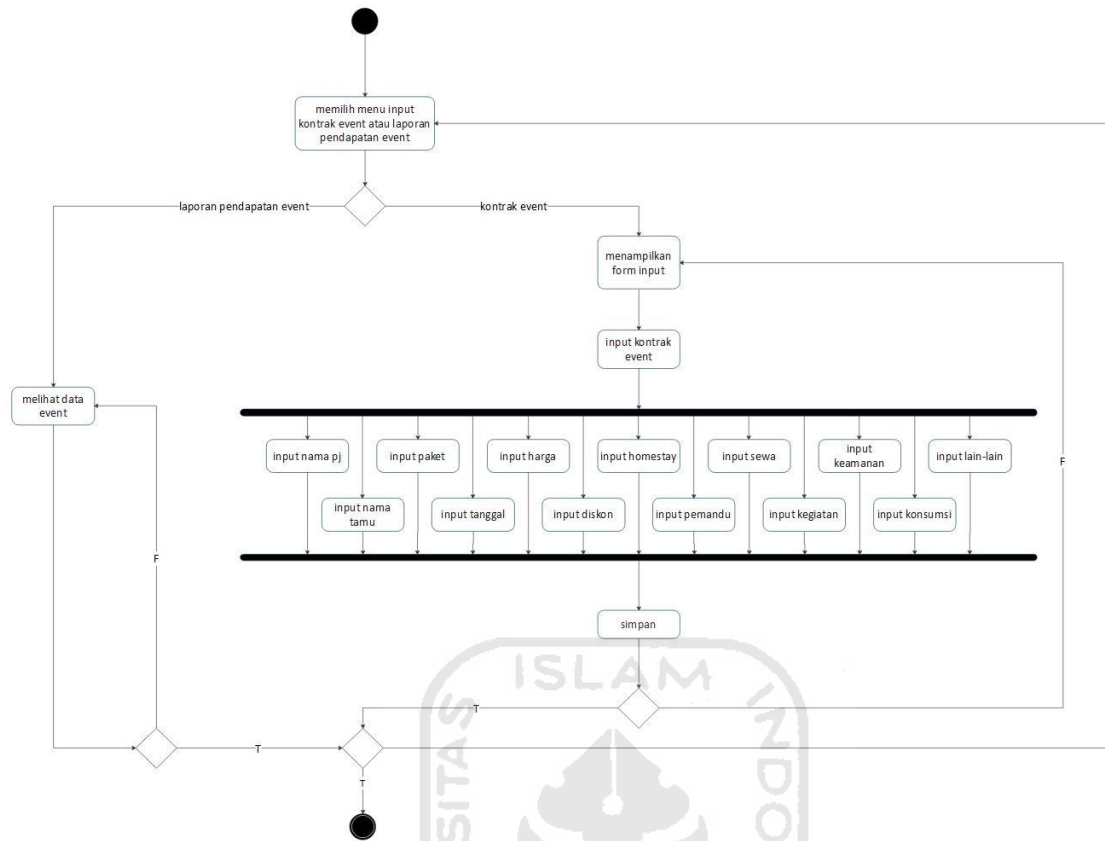 memilih menu input
kontrak event atau laporan
pendapatan event
laporan pendapatan event
kontrak event
menampilkan
form input
input kontrak
event
melihat data
event
input nama pj
input paket
input harga
input homestay
input sewa
input
keamanan
input lain-lain
F
input nama
tamu
input tanggal
input diskon
input pemandu
input kegiatan
input konsumsi
F
simpan
ISLAM
INDO
SITAS
T
T
T